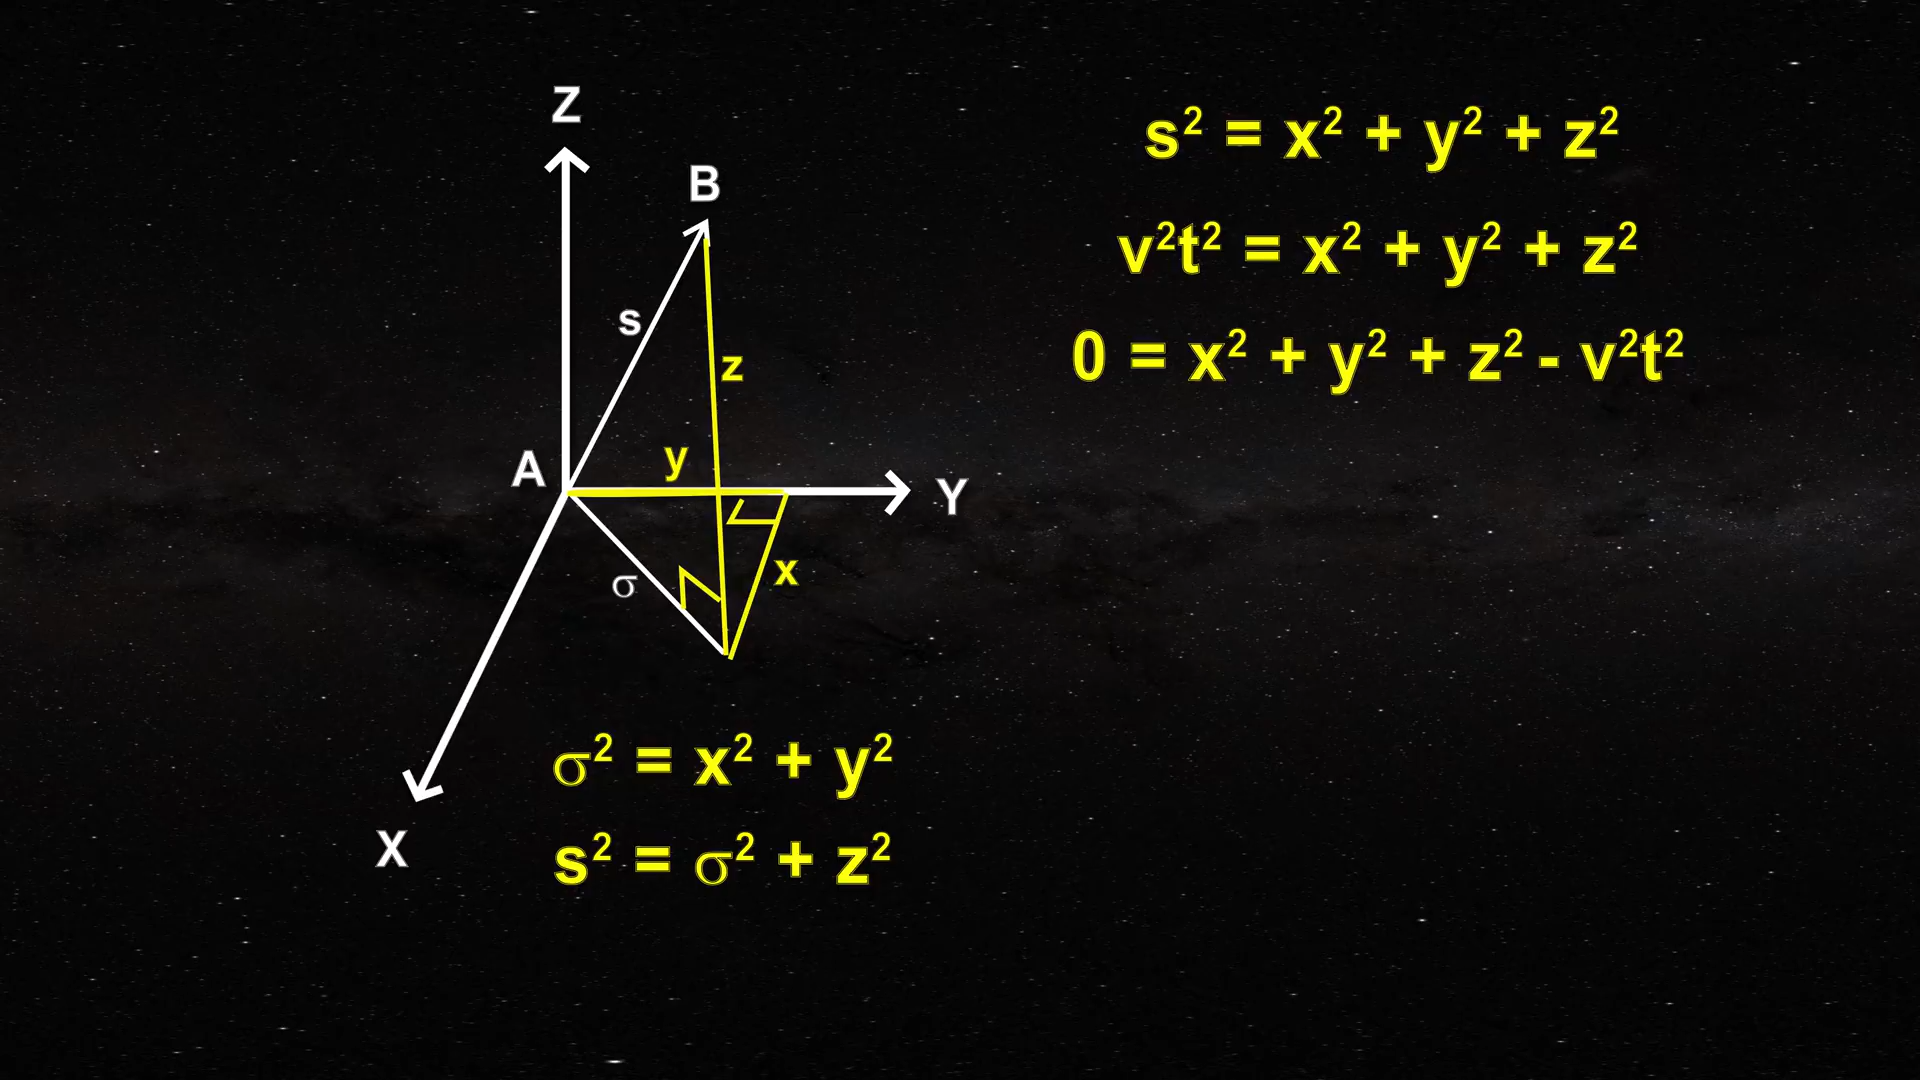 Z
B
s
z
A
y
Y
x
σ
X
σ² = x² + y²
s² = σ² + z²
s² = x² + y² + z²
v²t² = x² + y² + z²
0 = x² + y² + z² - v²t²